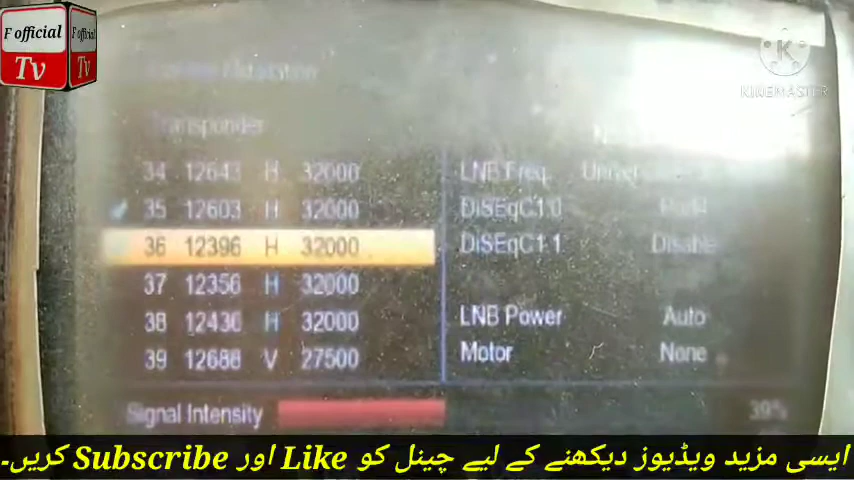 F official
Tv
F official
Tv
KINEMASTER
Transponder
34 12643 H 32000
LNB Freq.
35 12603 H 32000
DiSEqC1.0
36 12396 H 32000
DiSEqC1.1 Disable
37 12356 H 32000
38 12436 H 32000
LNB Power Auto
39 12688 V 27500
Motor None
Signal Intensity 39%
ایسی مزید ویڈیوز دیکھنے کے لیے چینل کو Like اور Subscribe کریں۔